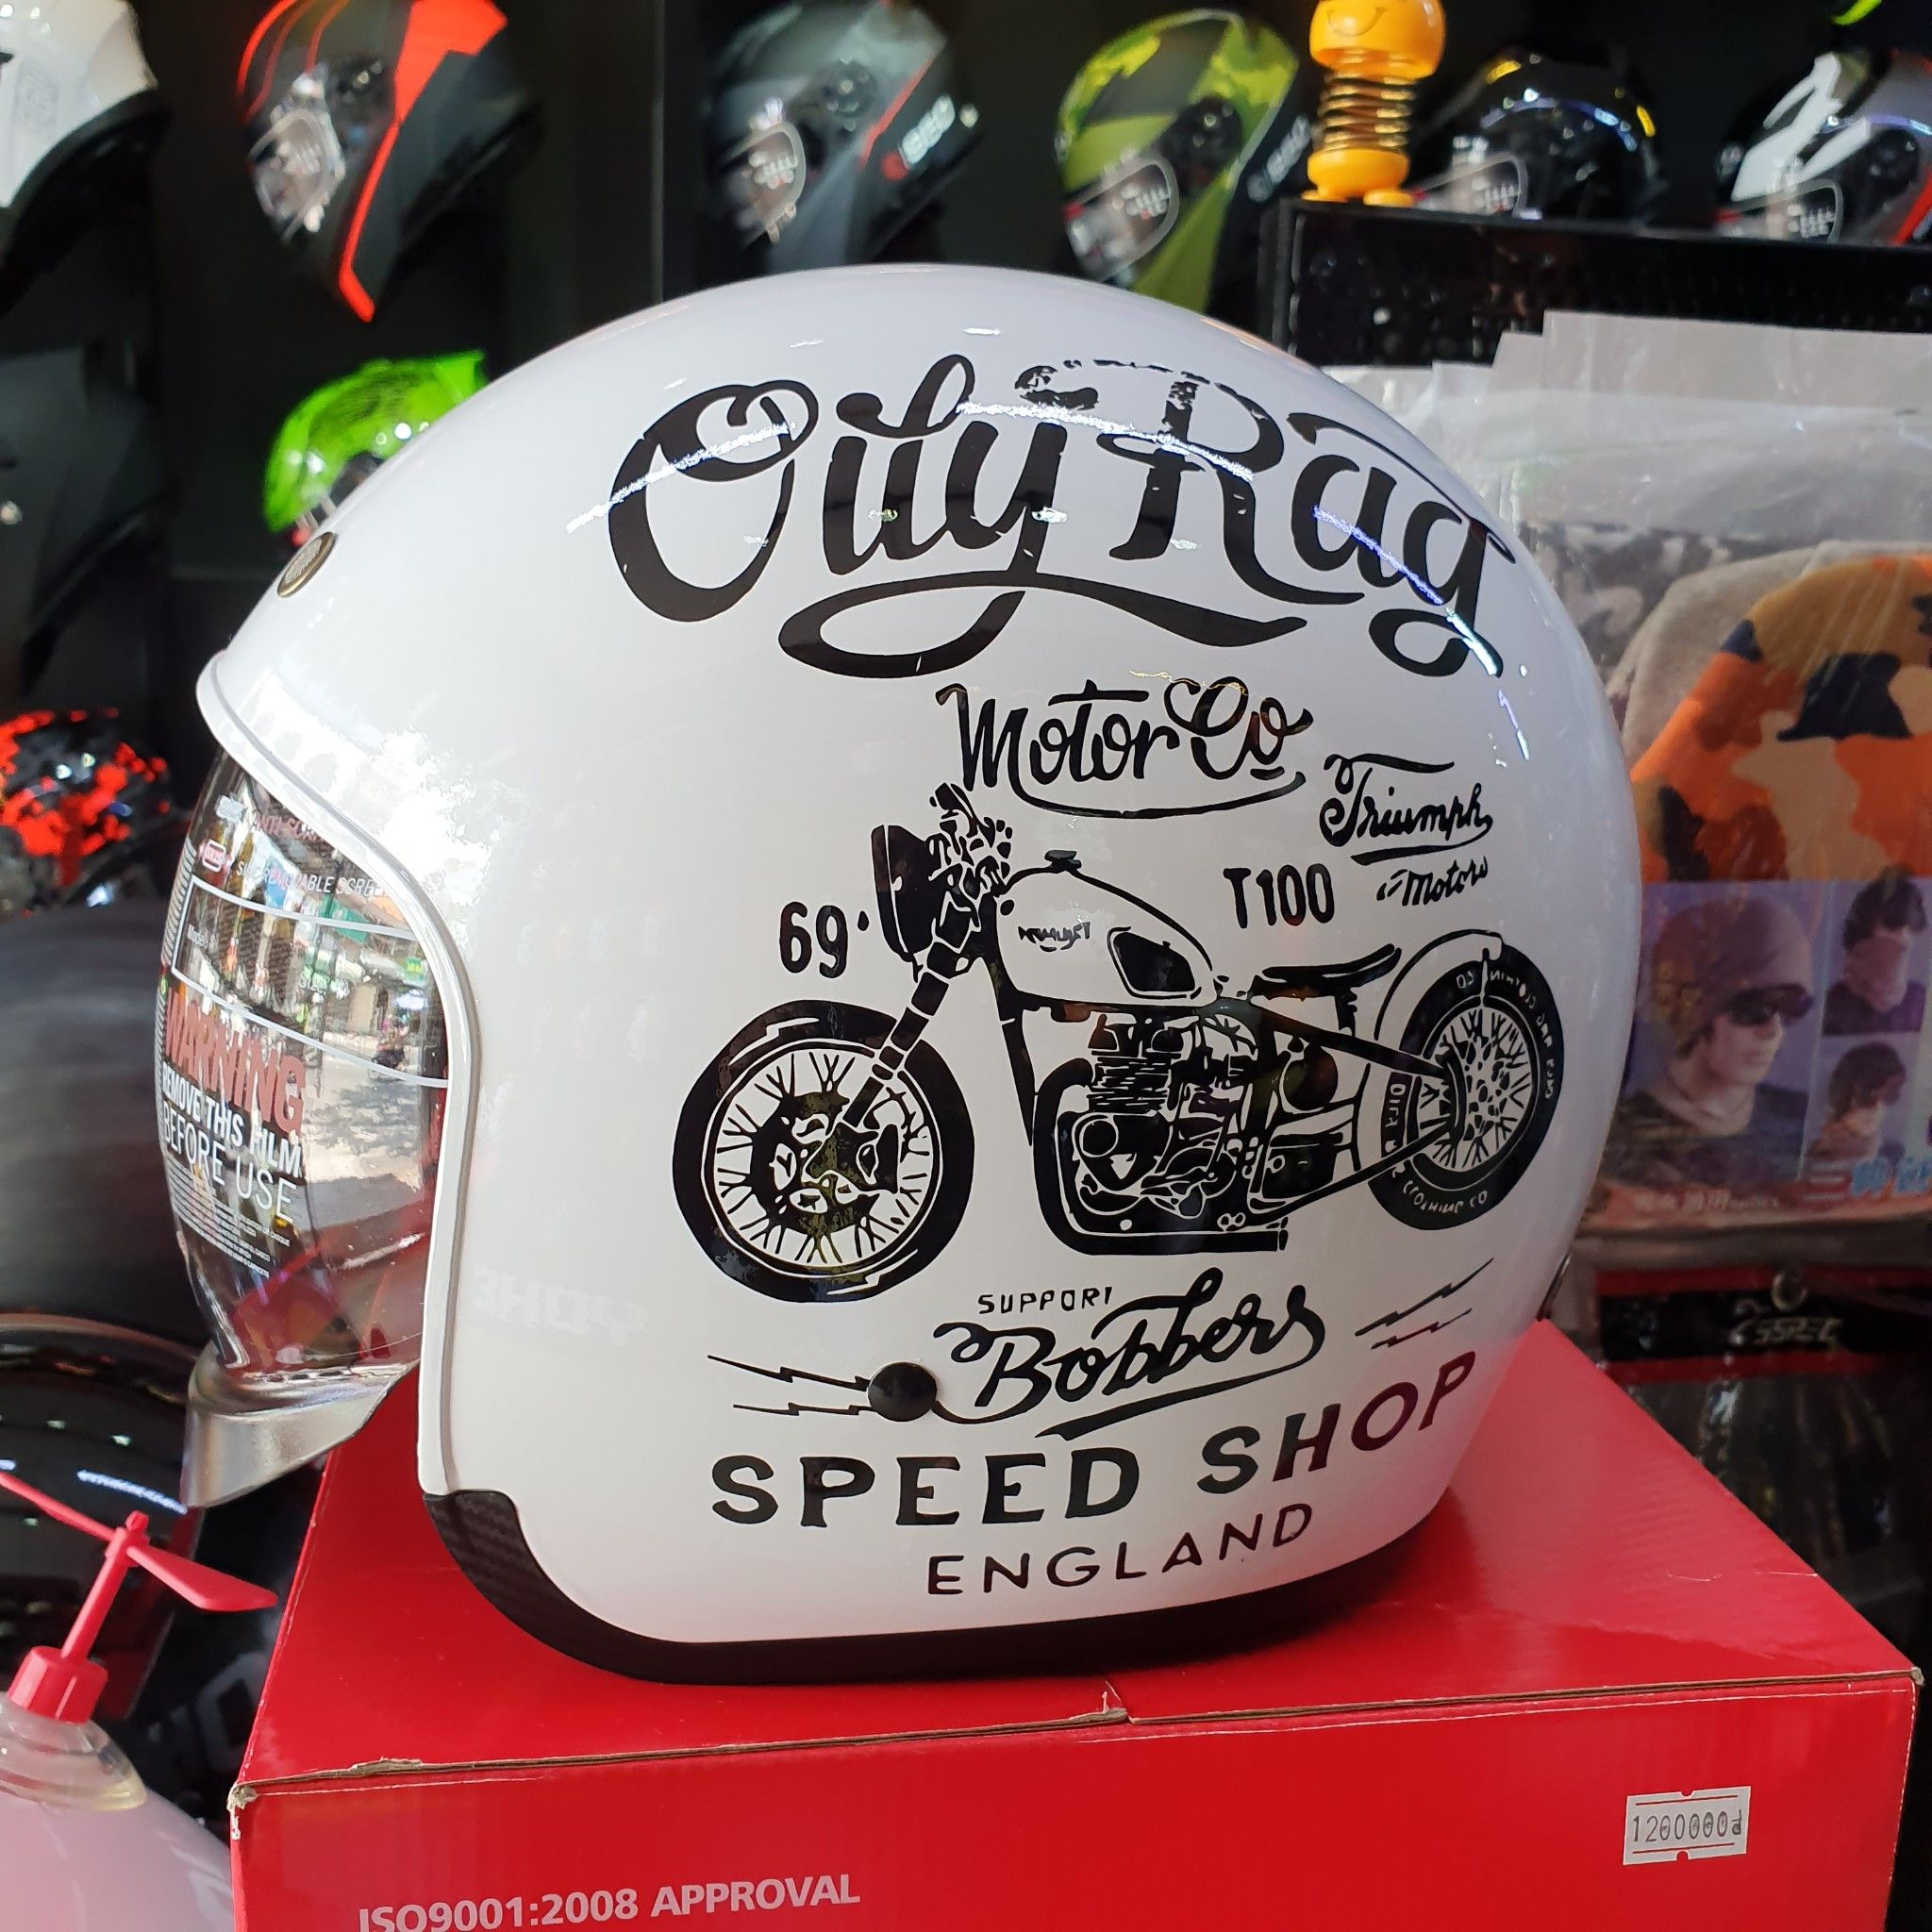 Oily Rag
Motor Co
Triumph
Motors
T100
69'
SUPPORT
Bobbers
SPEED SHOP
ENGLAND
WARNING
REMOVE THIS FILM
BEFORE USE
1200000đ
ISO9001:2008 APPROVAL